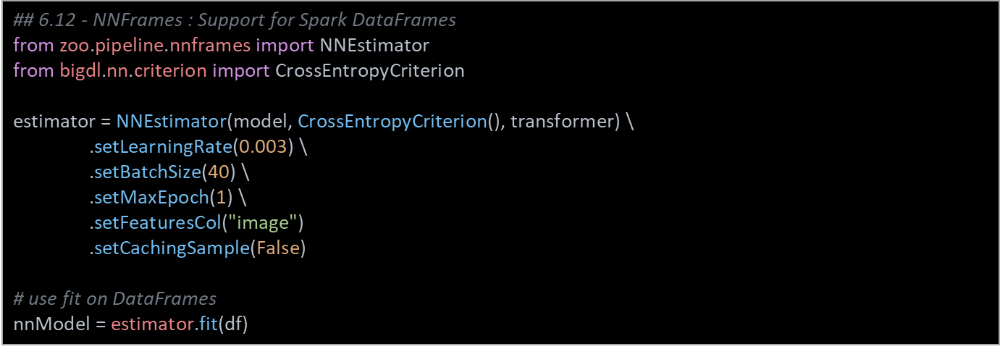 ## 6.12 - NNFrames : Support for Spark DataFrames
from zoo.pipeline.nnframes import NNEstimator
from bigdl.nn.criterion import CrossEntropyCriterion
estimator = NNEstimator(model, CrossEntropyCriterion(), transformer) \
.setLearningRate(0.003) \
.setBatchSize(40) \
.setMaxEpoch(1) \
.setFeaturesCol("image")
.setCachingSample(False)
# use fit on DataFrames
nnModel = estimator.fit(df)